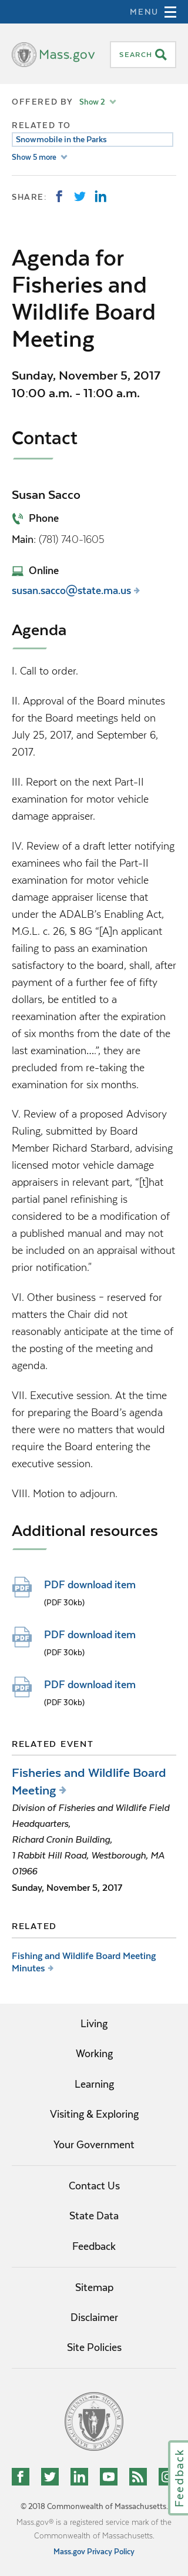 MENU
Mass.gov
SEARCH
OFFERED BY Show 2
RELATED TO
Snowmobile in the Parks
Show 5 more
SHARE:
Agenda for
Fisheries and
Wildlife Board
Meeting
Sunday, November 5, 2017
10:00 a.m. - 11:00 a.m.
Contact
Susan Sacco
Phone
Main: (781) 740-1605
Online
susan.sacco@state.ma.us
Agenda
I. Call to order.
II. Approval of the Board minutes
for the Board meetings held on
July 25, 2017, and September 6,
2017.
III. Report on the next Part-II
examination for motor vehicle
damage appraiser.
IV. Review of a draft letter notifying
examinees who fail the Part-II
examination for motor vehicle
damage appraiser license that
under the ADALB's Enabling Act,
M.G.L. c. 26, § 8G "[A]n applicant
failing to pass an examination
satisfactory to the board, shall, after
payment of a further fee of fifty
dollars, be entitled to a
reexamination after the expiration
of six months from the date of the
last examination….", they are
precluded from re-taking the
examination for six months.
V. Review of a proposed Advisory
Ruling, submitted by Board
Member Richard Starbard, advising
licensed motor vehicle damage
appraisers in relevant part, "[t]hat
partial panel refinishing is
considered to be a modification of
a published manual and may not
be included on an appraisal without
prior negotiation."
VI. Other business – reserved for
matters the Chair did not
reasonably anticipate at the time of
the posting of the meeting and
agenda.
VII. Executive session. At the time
for preparing the Board's agenda
there were no matters that would
require the Board entering the
executive session.
VIII. Motion to adjourn.
Additional resources
PDF
PDF download item
(PDF 30kb)
PDF
PDF download item
(PDF 30kb)
PDF
PDF download item
(PDF 30kb)
RELATED EVENT
Fisheries and Wildlife Board
Meeting
Division of Fisheries and Wildlife Field
Headquarters,
Richard Cronin Building,
1 Rabbit Hill Road, Westborough, MA
01966
Sunday, November 5, 2017
RELATED
Fishing and Wildlife Board Meeting
Minutes
Living
Working
Learning
Visiting & Exploring
Your Government
Contact Us
State Data
Feedback
Sitemap
Disclaimer
Site Policies
Feedback
© 2018 Commonwealth of Massachusetts.
Mass.gov® is a registered service mark of the
Commonwealth of Massachusetts.
Mass.gov Privacy Policy